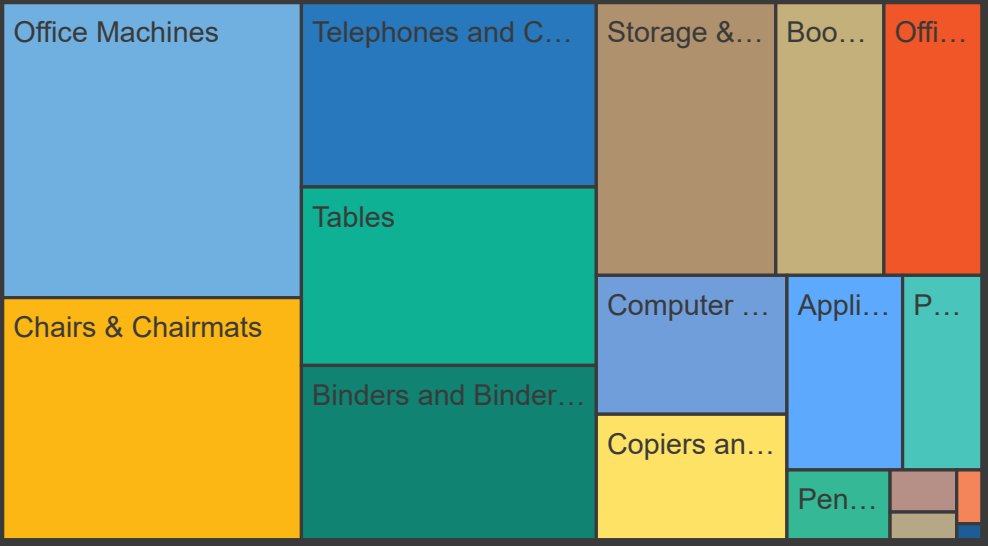 Office Machines
Telephones and C…
Storage &…
Boo…
Offi…
Tables
Chairs & Chairmats
Computer …
Appli…
P…
Binders and Binder…
Copiers an…
Pen…